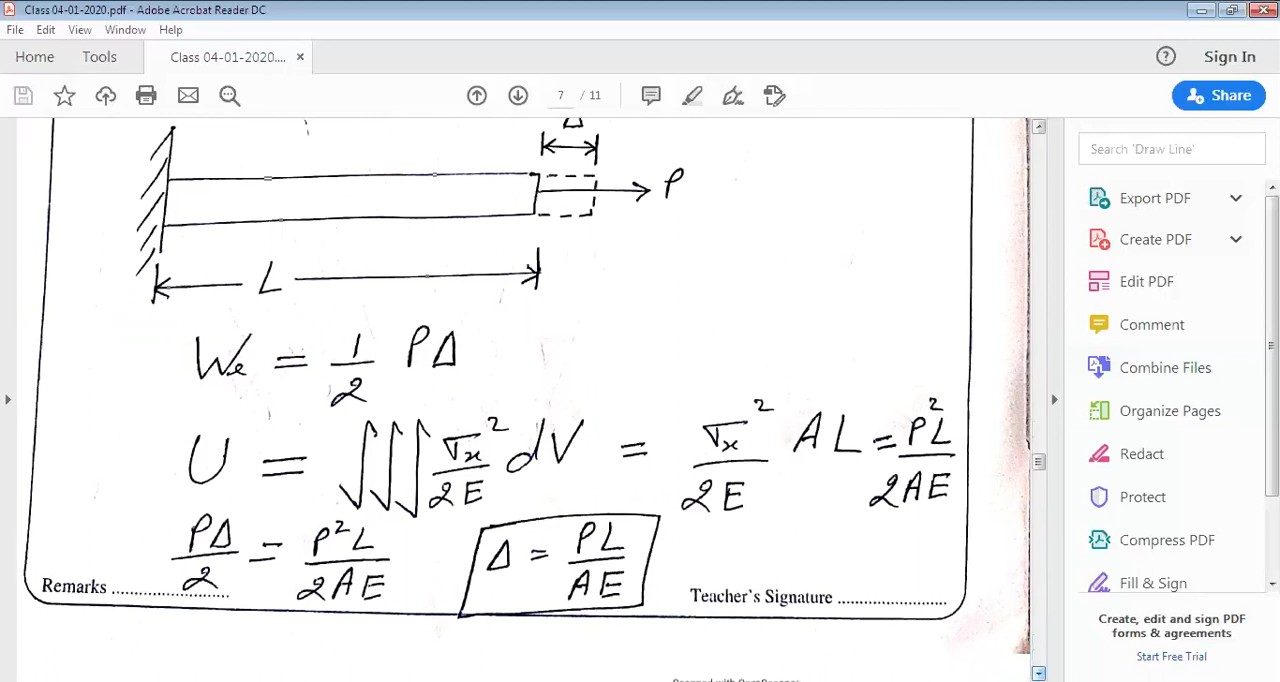 Class 04-01-2020.pdf - Adobe Acrobat Reader DC
File Edit View Window Help
Home Tools Class 04-01-2020.... × ? Sign In
7 / 11 Share
Δ
P
L
We = 1/2 PΔ
U = ∫∫∫ σx²/2E dV = σx²/2E AL = P²L/2AE
PΔ/2 = P²L/2AE Δ = PL/AE
Remarks .......................... Teacher's Signature ........................
Search 'Draw Line'
Export PDF
Create PDF
Edit PDF
Comment
Combine Files
Organize Pages
Redact
Protect
Compress PDF
Fill & Sign
Create, edit and sign PDF
forms & agreements
Start Free Trial